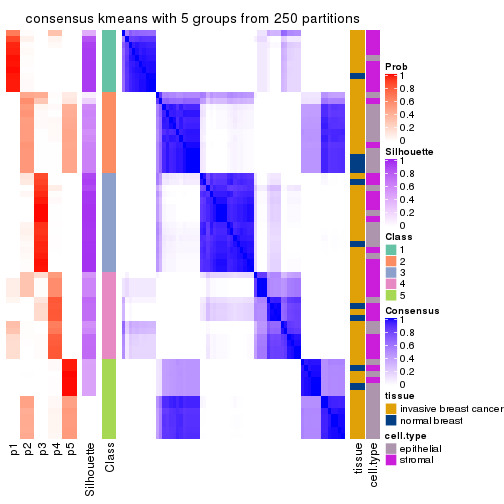 consensus kmeans with 5 groups from 250 partitions
Prob
1
0.8
0.6
0.4
0.2
0
Silhouette
1
0.8
0.6
0.4
0.2
0
Class
1
2
3
4
5
Consensus
1
0.8
0.6
0.4
0.2
0
tissue
invasive breast cancer
normal breast
cell.type
epithelial
stromal
p1
p2
p3
p4
p5
Silhouette
Class
tissue
cell.type